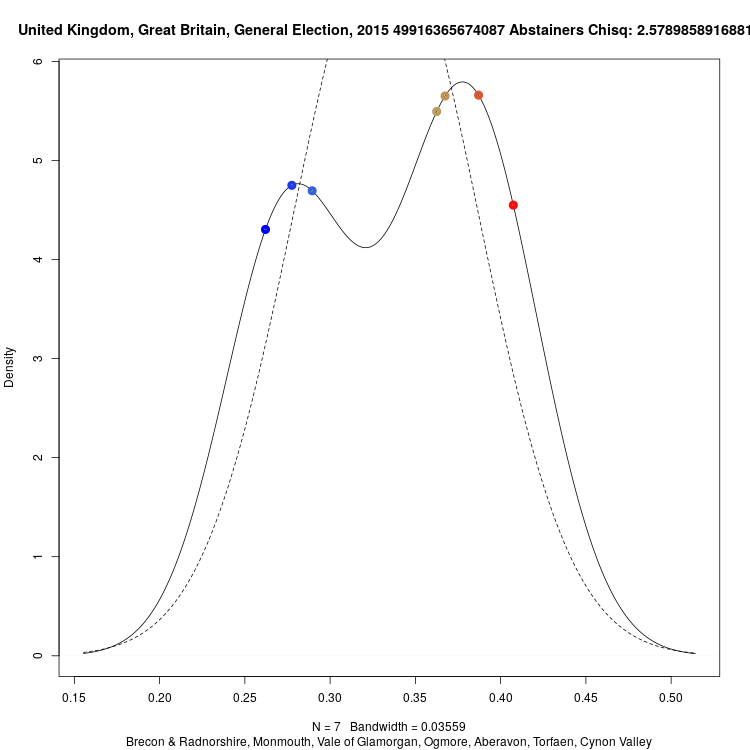 United Kingdom, Great Britain, General Election, 2015 49916365674087 Abstainers Chisq: 2.5789858916881
6
5
4
3
2
1
0
Density
0.15 0.20 0.25 0.30 0.35 0.40 0.45 0.50
N = 7 Bandwidth = 0.03559
Brecon & Radnorshire, Monmouth, Vale of Glamorgan, Ogmore, Aberavon, Torfaen, Cynon Valley